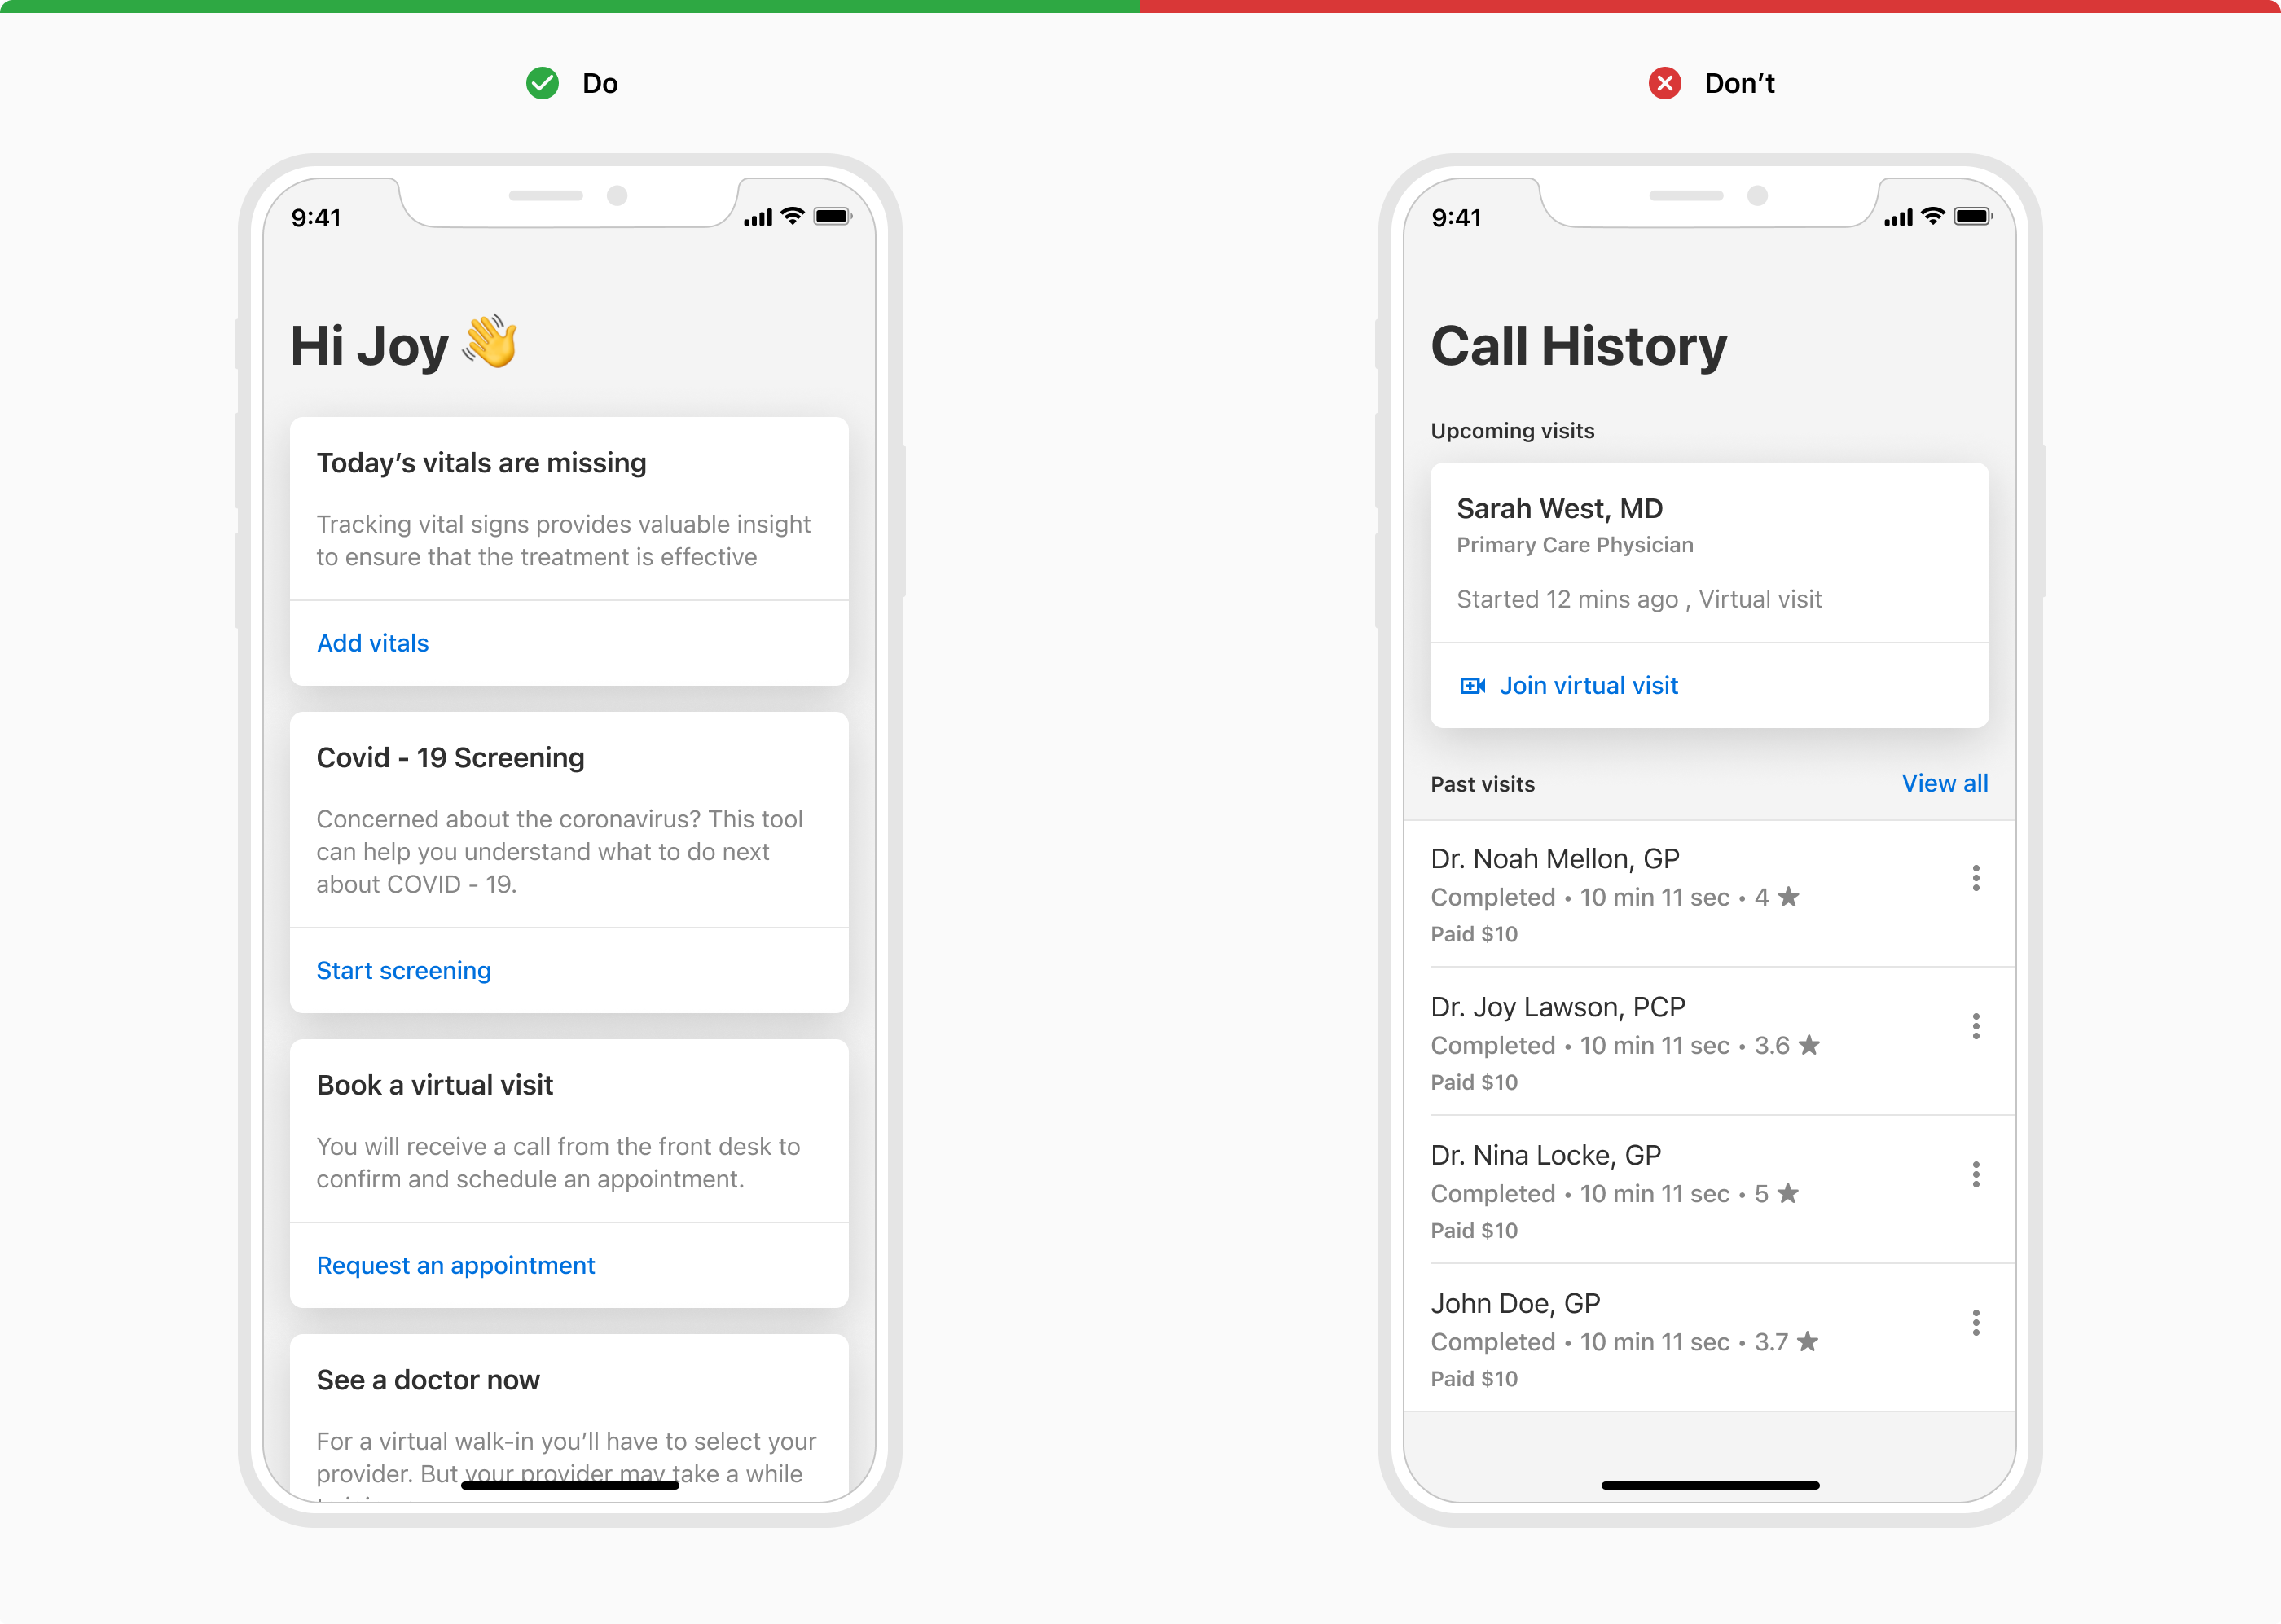 Do
9:41
Hi Joy 👋
Today’s vitals are missing
Tracking vital signs provides valuable insight
to ensure that the treatment is effective
Add vitals
Covid - 19 Screening
Concerned about the coronavirus? This tool
can help you understand what to do next
about COVID - 19.
Start screening
Book a virtual visit
You will receive a call from the front desk to
confirm and schedule an appointment.
Request an appointment
See a doctor now
For a virtual walk-in you’ll have to select your
provider. But your provider may take a while
Don’t
9:41
Call History
Upcoming visits
Sarah West, MD
Primary Care Physician
Started 12 mins ago , Virtual visit
Join virtual visit
Past visits
View all
Dr. Noah Mellon, GP
Completed • 10 min 11 sec • 4 ★
Paid $10
Dr. Joy Lawson, PCP
Completed • 10 min 11 sec • 3.6 ★
Paid $10
Dr. Nina Locke, GP
Completed • 10 min 11 sec • 5 ★
Paid $10
John Doe, GP
Completed • 10 min 11 sec • 3.7 ★
Paid $10